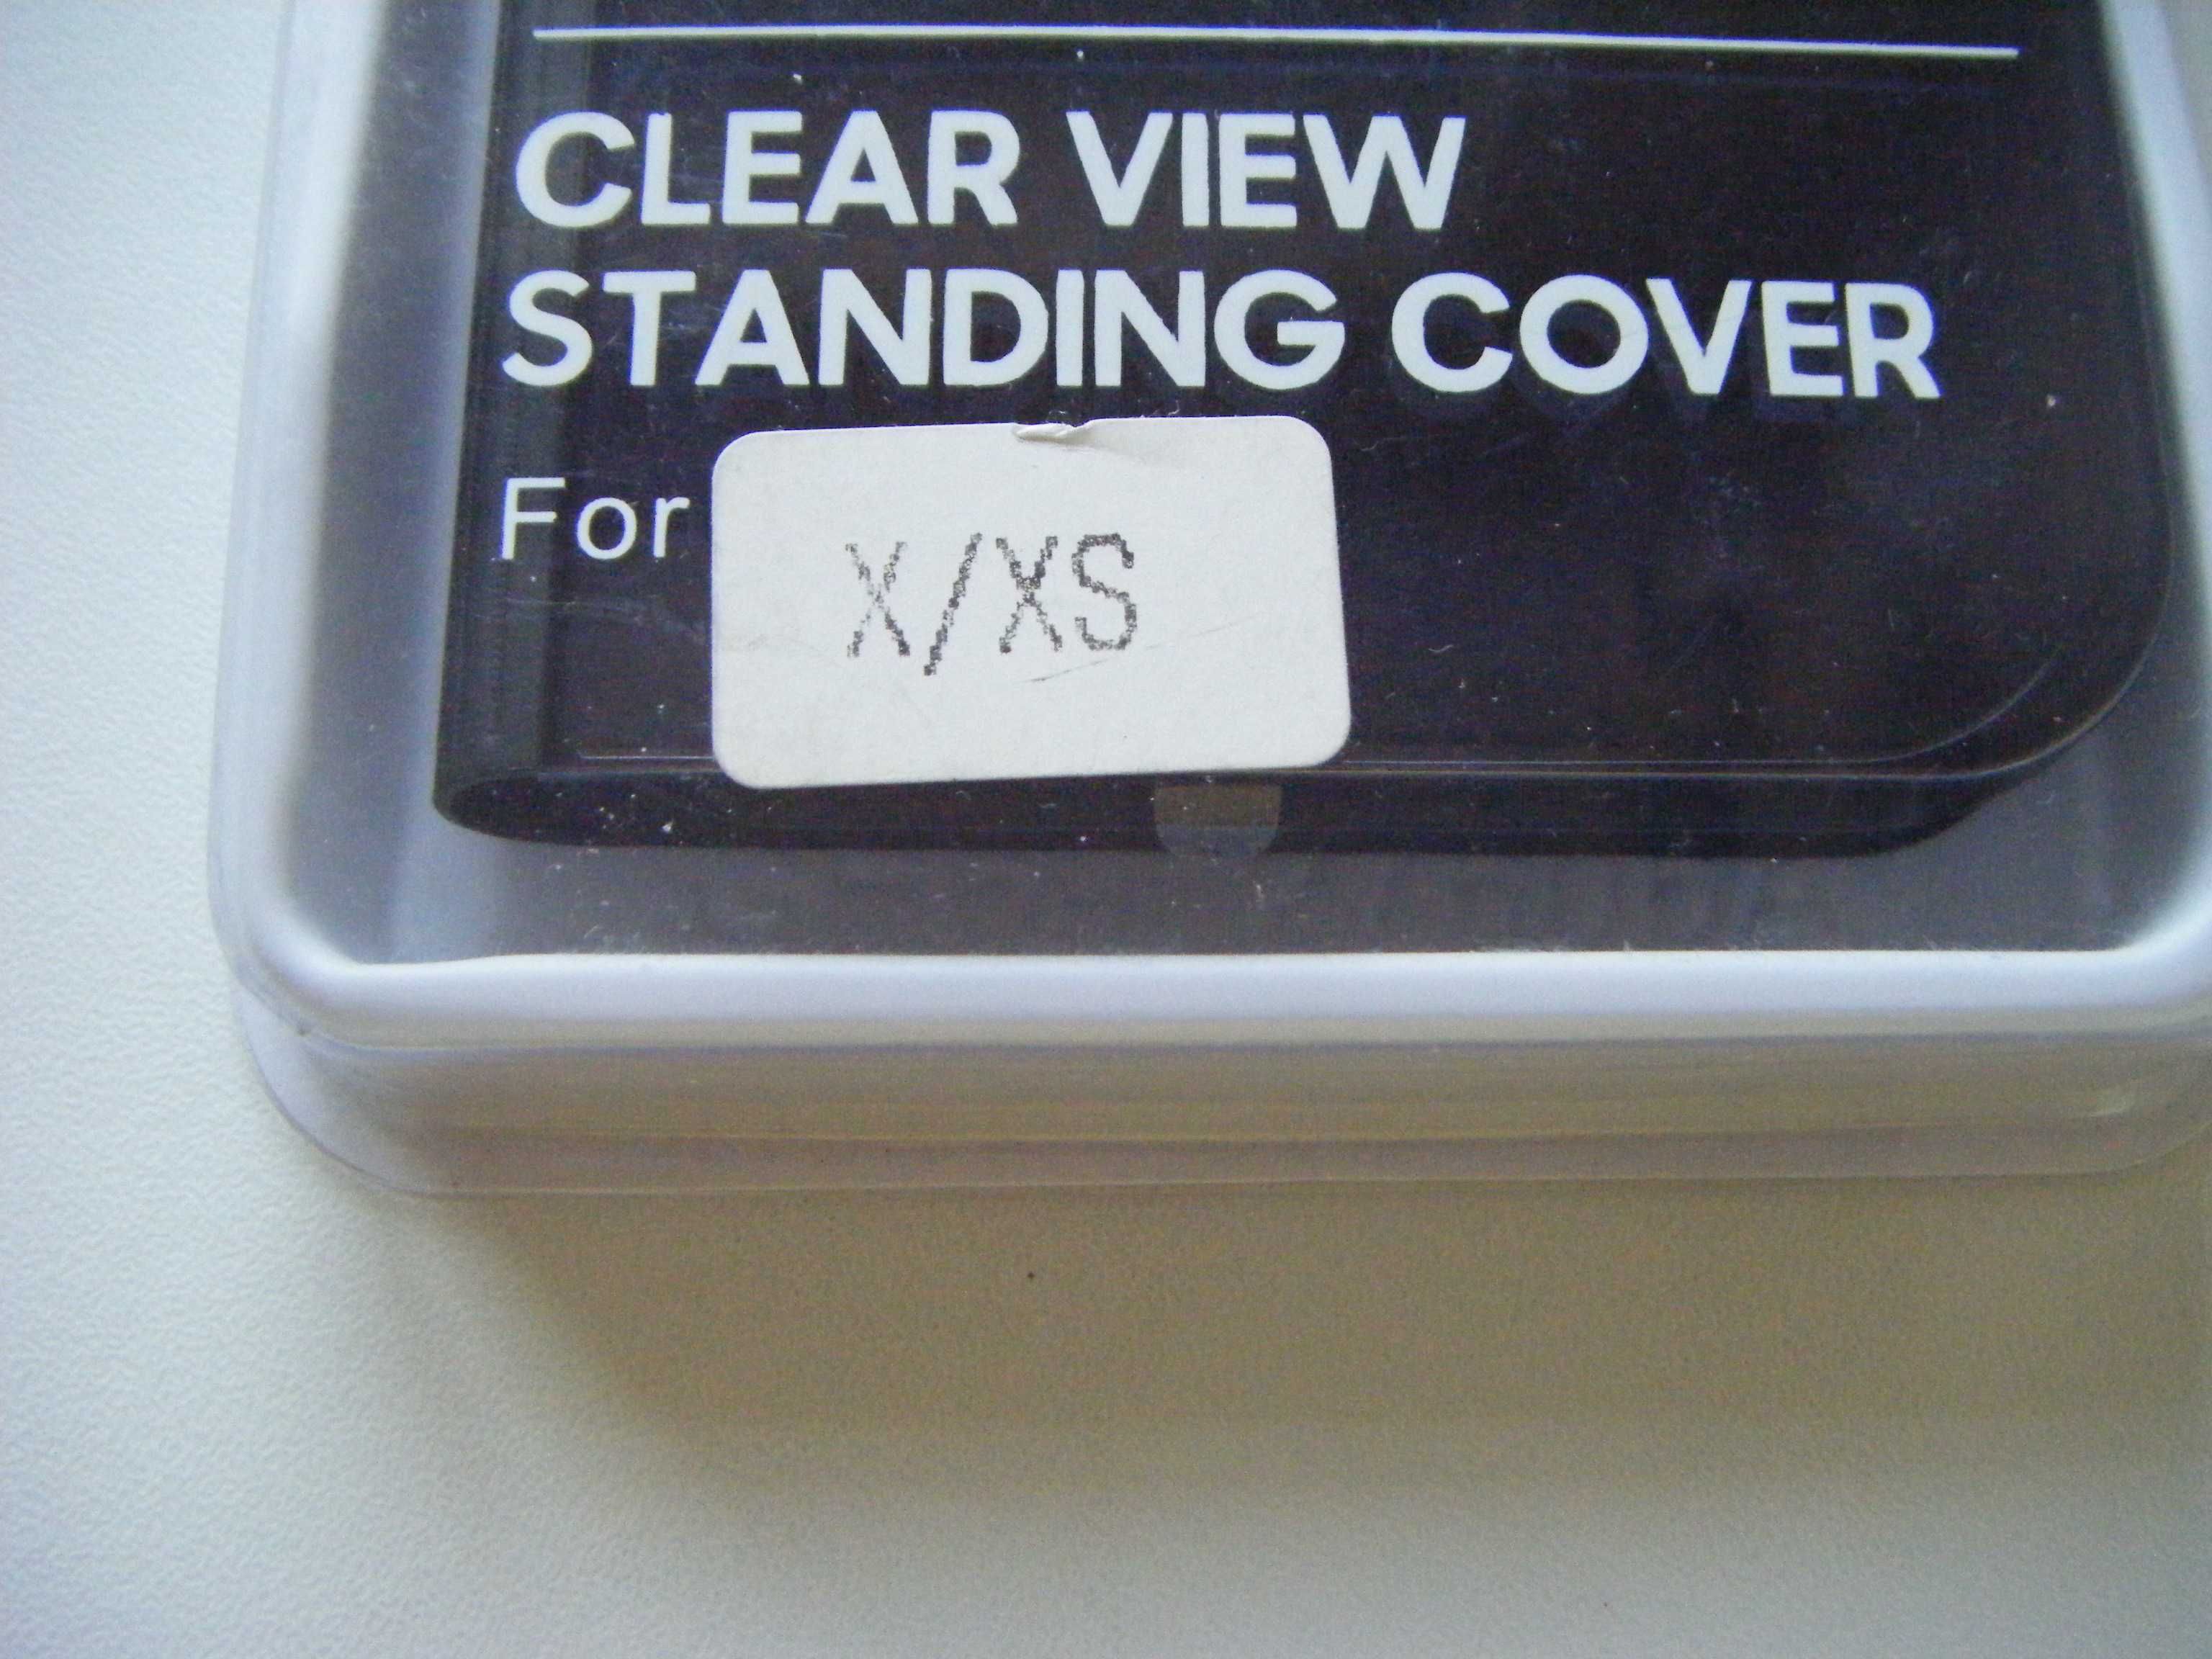 CLEAR VIEW
STANDING COVER
For X/XS